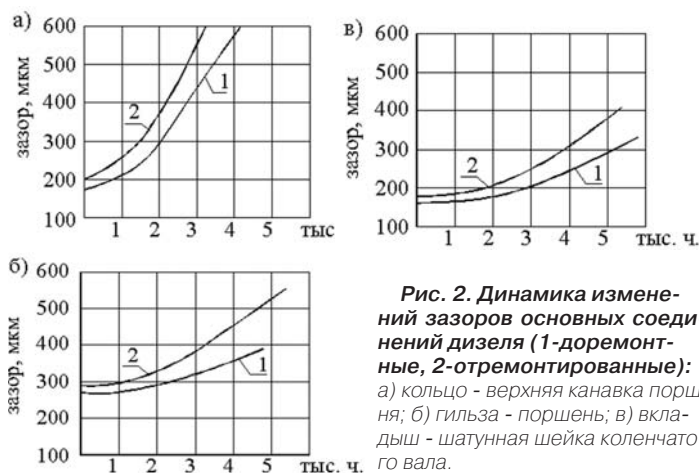 а)
600
500
400
300
200
100
зазор, мкм
2
1
1 2 3 4 5 тыс
в)
600
500
400
300
200
100
зазор, мкм
2
1
1 2 3 4 5 тыс. ч.
б)
600
500
400
300
200
100
зазор, мкм
2
1
1 2 3 4 5 тыс. ч.
Рис. 2. Динамика измене-
ний зазоров основных соеди
нений дизеля (1-доремонт-
ные, 2-отремонтированные):
а) кольцо - верхняя канавка порш
ня; б) гильза - поршень; в) вкла-
дыш - шатунная шейка коленчато
го вала.